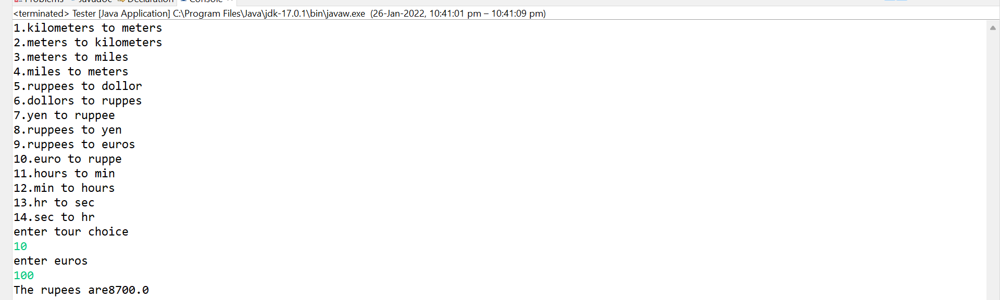 Problems Javadoc Declaration Console
<terminated> Tester [Java Application] C:\Program Files\Java\jdk-17.0.1\bin\javaw.exe (26-Jan-2022, 10:41:01 pm – 10:41:09 pm)
1.kilometers to meters
2.meters to kilometers
3.meters to miles
4.miles to meters
5.ruppees to dollor
6.dollors to ruppes
7.yen to ruppee
8.ruppees to yen
9.ruppees to euros
10.euro to ruppe
11.hours to min
12.min to hours
13.hr to sec
14.sec to hr
enter tour choice
10
enter euros
100
The rupees are8700.0